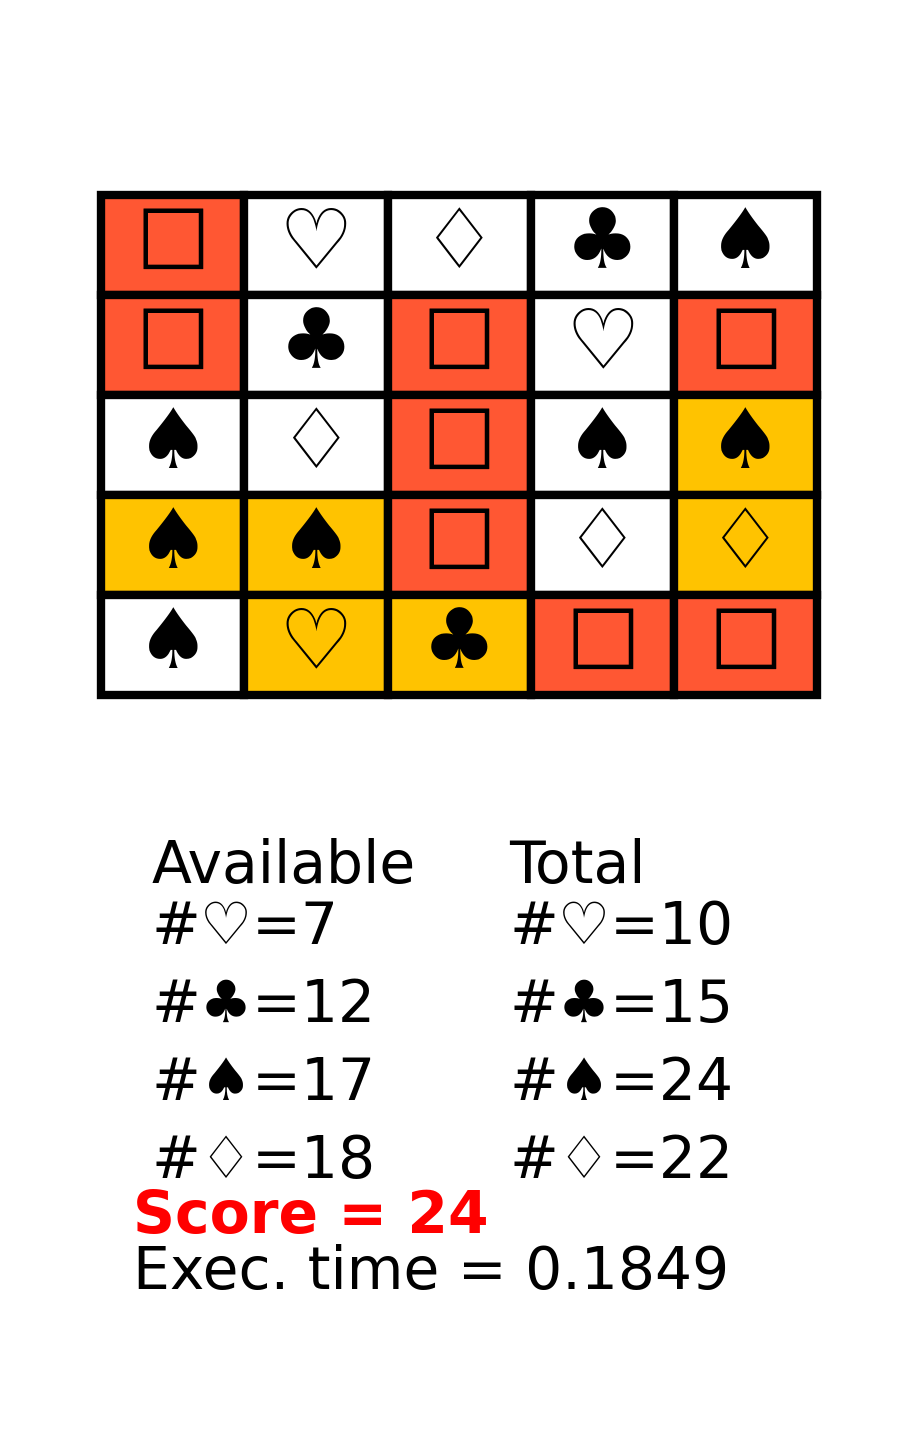 □ ♡ ♢ ♣ ♠
□ ♣ □ ♡ □
♠ ♢ □ ♠ ♠
♠ ♠ □ ♢ ♢
♠ ♡ ♣ □ □
Available Total
#♡=7 #♡=10
#♣=12 #♣=15
#♠=17 #♠=24
#♢=18 #♢=22
Score = 24
Exec. time = 0.1849